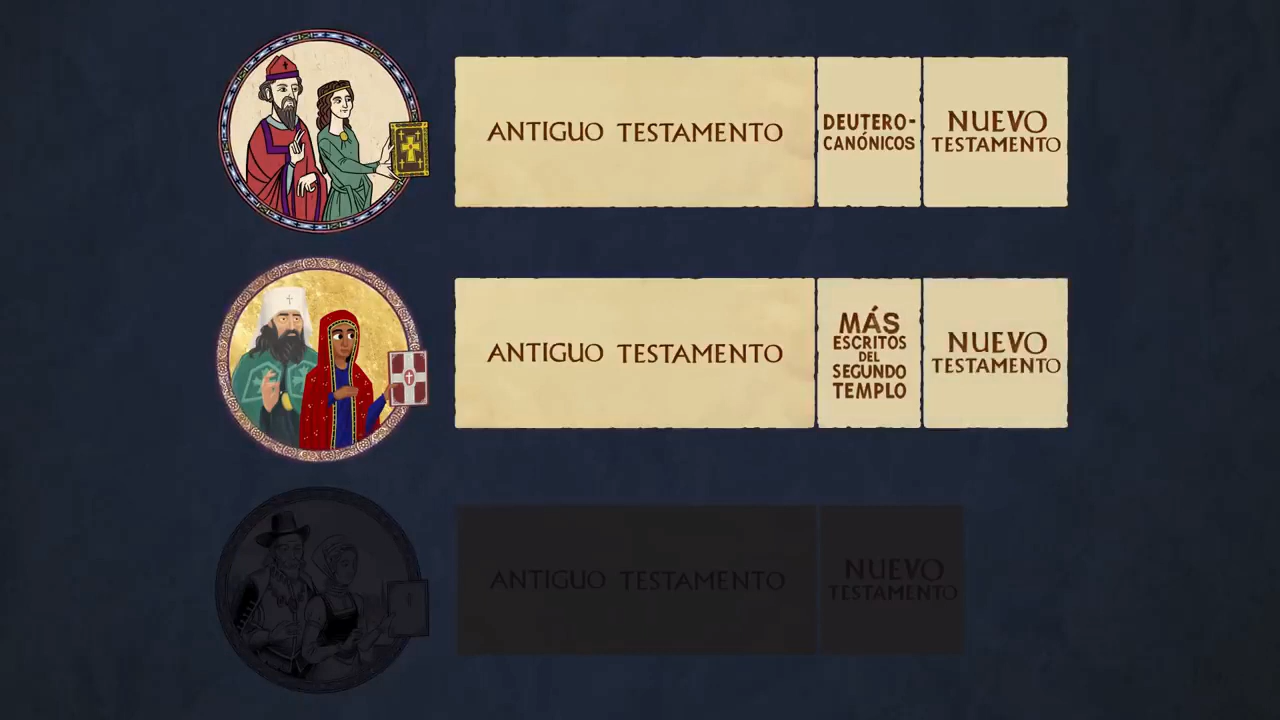 ANTIGUO TESTAMENTO
DEUTERO-
CANÓNICOS
NUEVO
TESTAMENTO
ANTIGUO TESTAMENTO
MÁS
ESCRITOS
DEL
SEGUNDO
TEMPLO
NUEVO
TESTAMENTO
ANTIGUO TESTAMENTO
NUEVO
TESTAMENTO